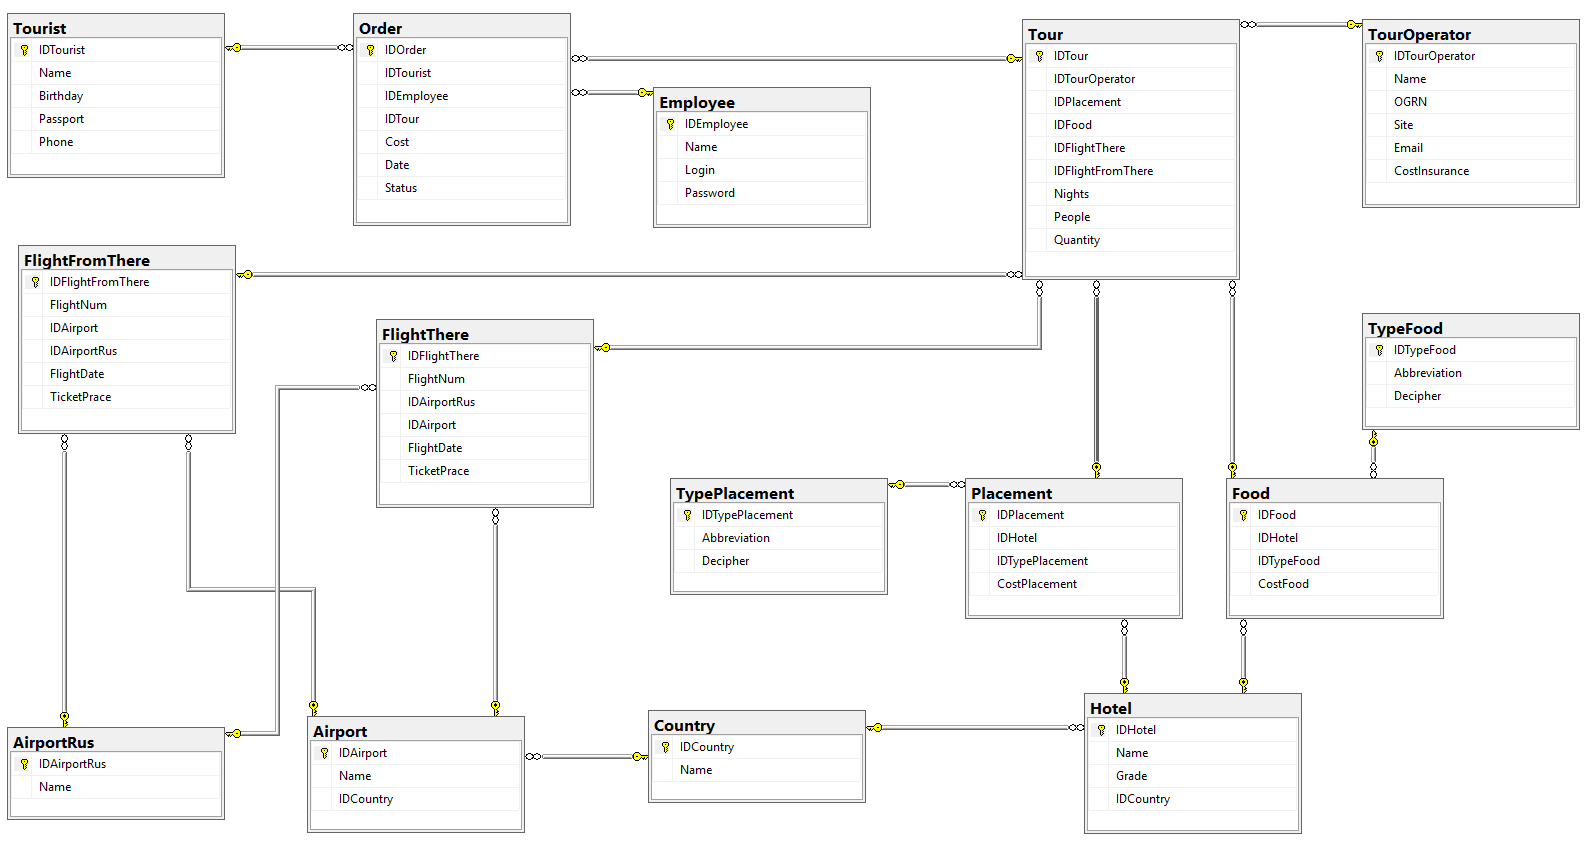 Tourist
IDTourist
Name
Birthday
Passport
Phone
Order
IDOrder
IDTourist
IDEmployee
IDTour
Cost
Date
Status
Employee
IDEmployee
Name
Login
Password
Tour
IDTour
IDTourOperator
IDPlacement
IDFood
IDFlightThere
IDFlightFromThere
Nights
People
Quantity
TourOperator
IDTourOperator
Name
OGRN
Site
Email
CostInsurance
FlightFromThere
IDFlightFromThere
FlightNum
IDAirport
IDAirportRus
FlightDate
TicketPrace
FlightThere
IDFlightThere
FlightNum
IDAirportRus
IDAirport
FlightDate
TicketPrace
TypeFood
IDTypeFood
Abbreviation
Decipher
TypePlacement
IDTypePlacement
Abbreviation
Decipher
Placement
IDPlacement
IDHotel
IDTypePlacement
CostPlacement
Food
IDFood
IDHotel
IDTypeFood
CostFood
AirportRus
IDAirportRus
Name
Airport
IDAirport
Name
IDCountry
Country
IDCountry
Name
Hotel
IDHotel
Name
Grade
IDCountry